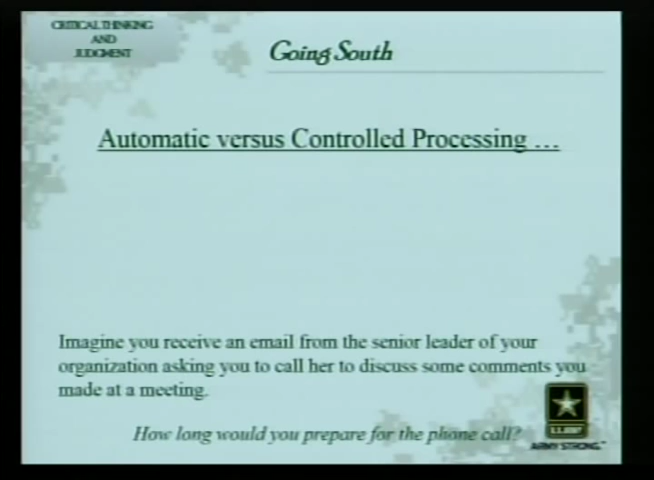 CRITICAL THINKING
AND
JUDGMENT
Going South
Automatic versus Controlled Processing ...
Imagine you receive an email from the senior leader of your
organization asking you to call her to discuss some comments you
made at a meeting.
How long would you prepare for the phone call?
U.S. ARMY
ARMY STRONG.™